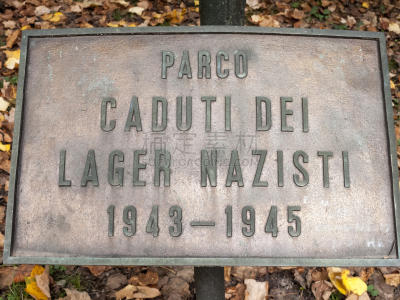 PARCO
CADUTI DEI
LAGER NAZISTI
1943-1945